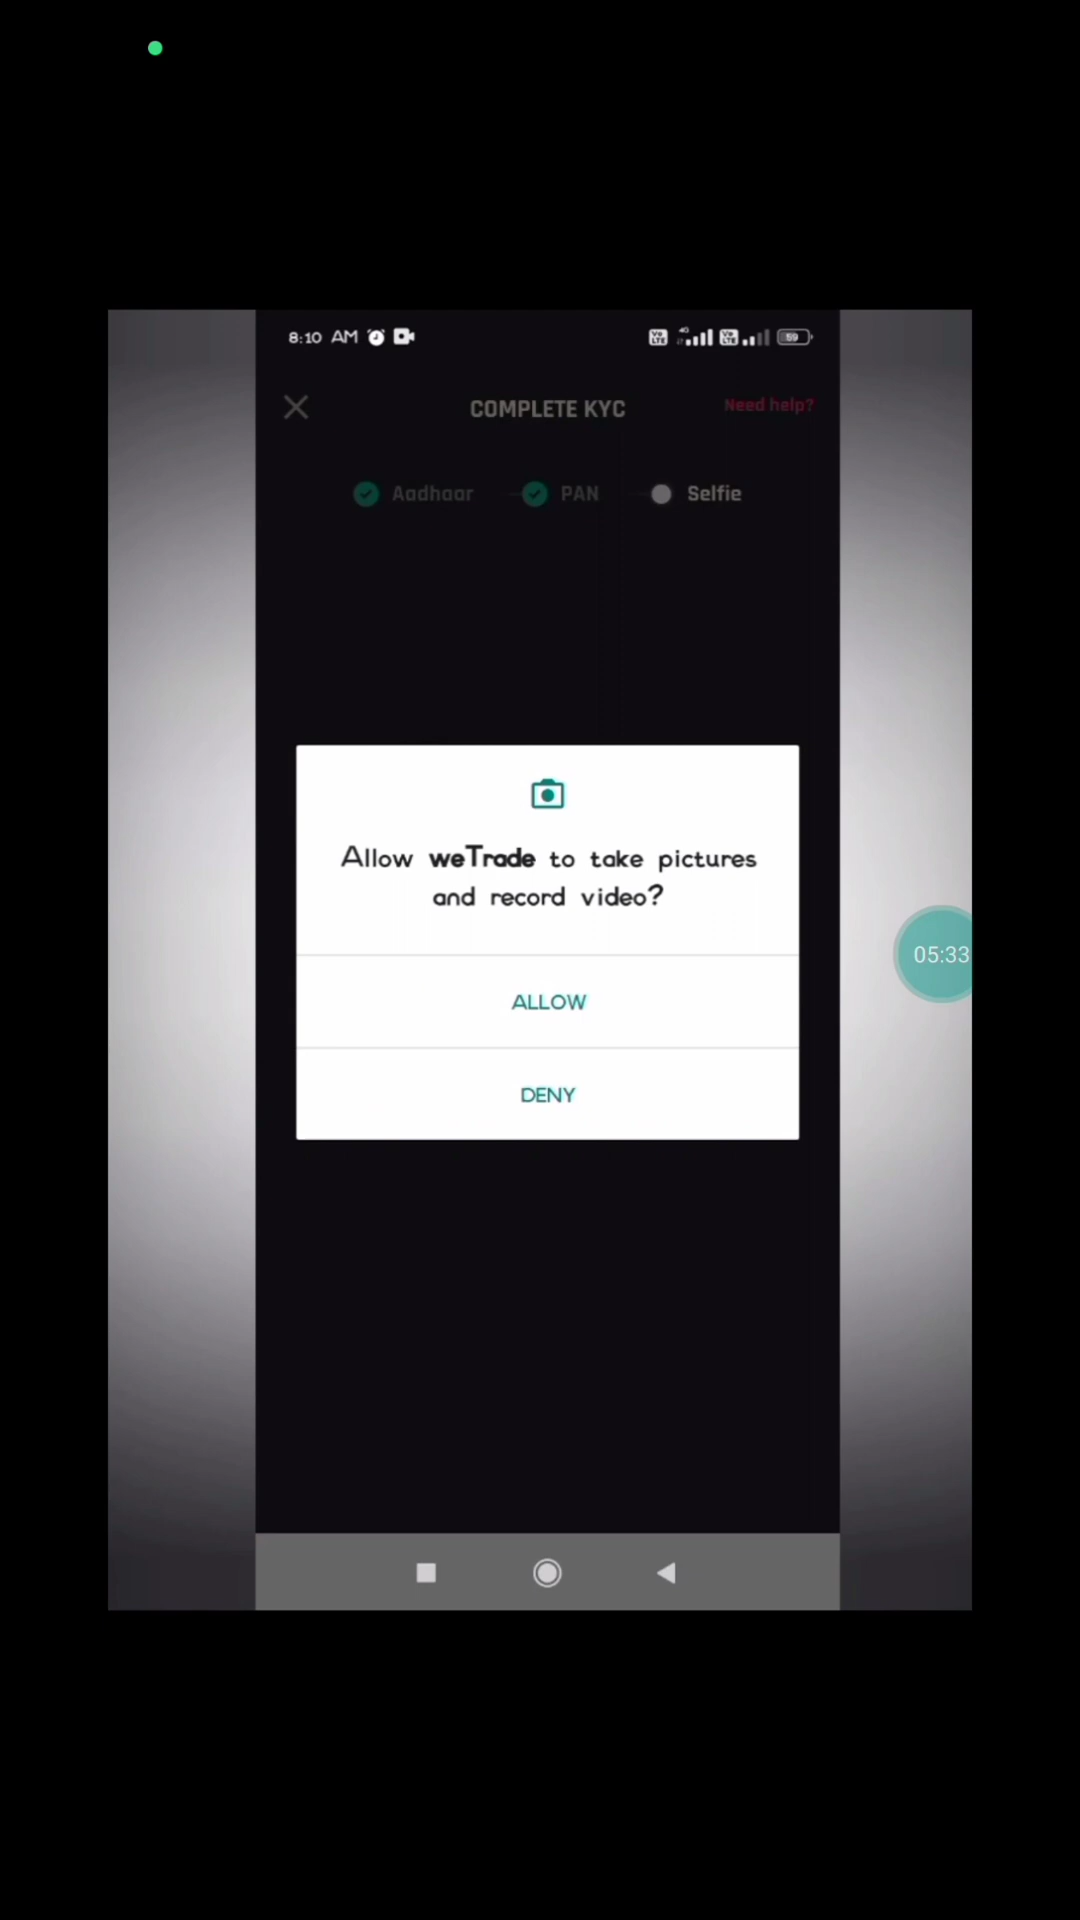 8:10 AM
59
COMPLETE KYC
Need help?
Aadhaar
PAN
Selfie
Allow weTrade to take pictures
and record video?
ALLOW
05:33
DENY